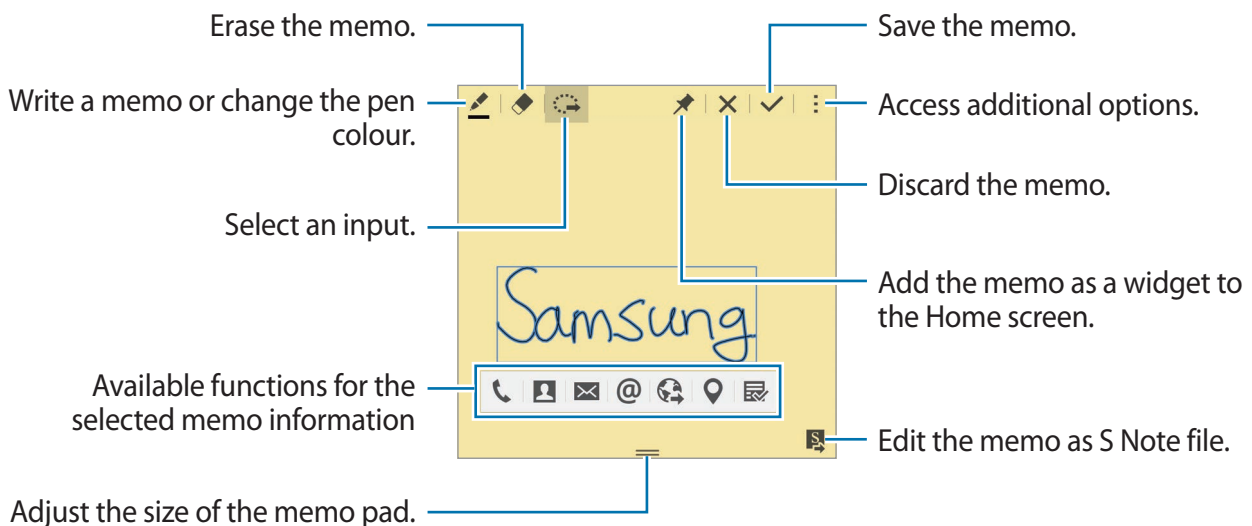 Erase the memo.
Write a memo or change the pen
colour.
Select an input.
Available functions for the
selected memo information
Adjust the size of the memo pad.
Samsung
Save the memo.
Access additional options.
Discard the memo.
Add the memo as a widget to
the Home screen.
Edit the memo as S Note file.